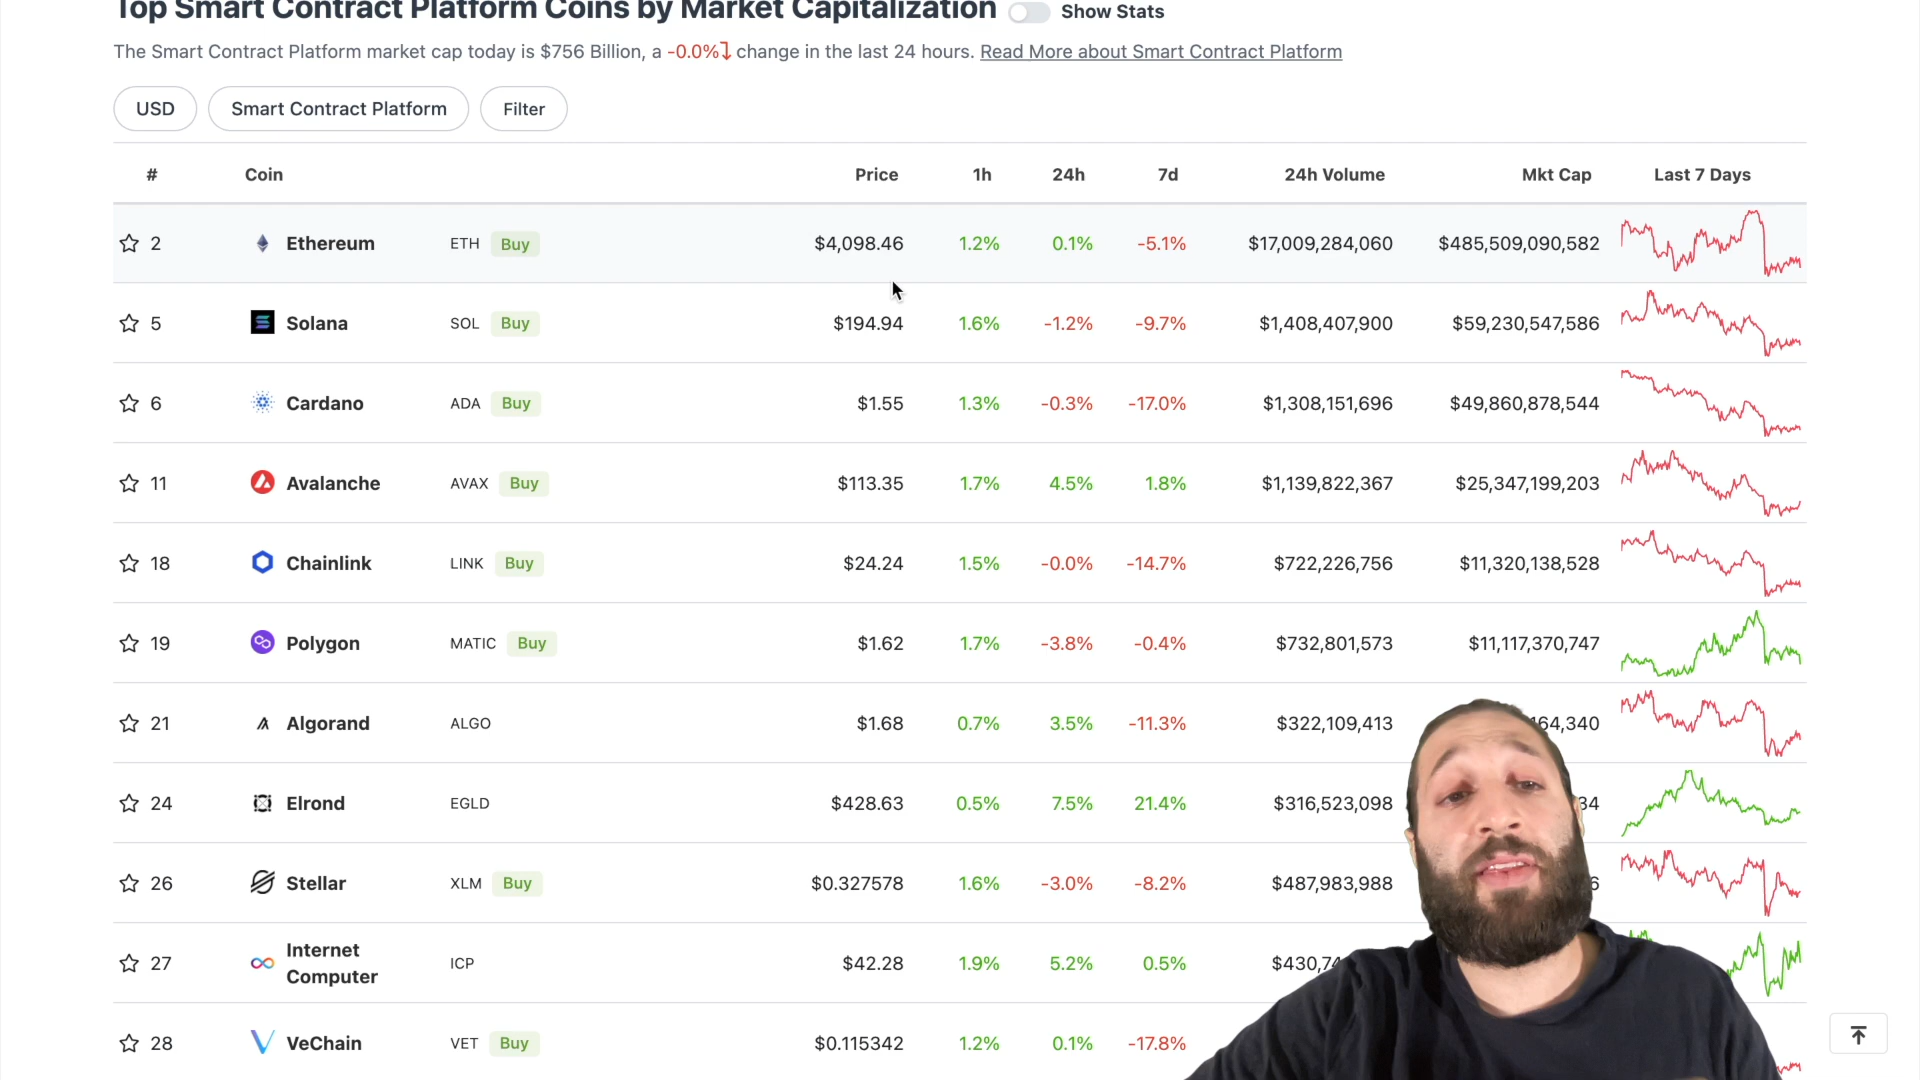 Top Smart Contract Platform Coins by Market Capitalization Show Stats
The Smart Contract Platform market cap today is $756 Billion, a -0.0% change in the last 24 hours. Read More about Smart Contract Platform
USD Smart Contract Platform Filter
# Coin Price 1h 24h 7d 24h Volume Mkt Cap Last 7 Days
2 Ethereum ETH Buy $4,098.46 1.2% 0.1% -5.1% $17,009,284,060 $485,509,090,582
5 Solana SOL Buy $194.94 1.6% -1.2% -9.7% $1,408,407,900 $59,230,547,586
6 Cardano ADA Buy $1.55 1.3% -0.3% -17.0% $1,308,151,696 $49,860,878,544
11 Avalanche AVAX Buy $113.35 1.7% 4.5% 1.8% $1,139,822,367 $25,347,199,203
18 Chainlink LINK Buy $24.24 1.5% -0.0% -14.7% $722,226,756 $11,320,138,528
19 Polygon MATIC Buy $1.62 1.7% -3.8% -0.4% $732,801,573 $11,117,370,747
21 Algorand ALGO $1.68 0.7% 3.5% -11.3% $322,109,413
24 Elrond EGLD $428.63 0.5% 7.5% 21.4% $316,523,098
26 Stellar XLM Buy $0.327578 1.6% -3.0% -8.2% $487,983,988
27 Internet Computer ICP $42.28 1.9% 5.2% 0.5%
28 VeChain VET Buy $0.115342 1.2% 0.1% -17.8%